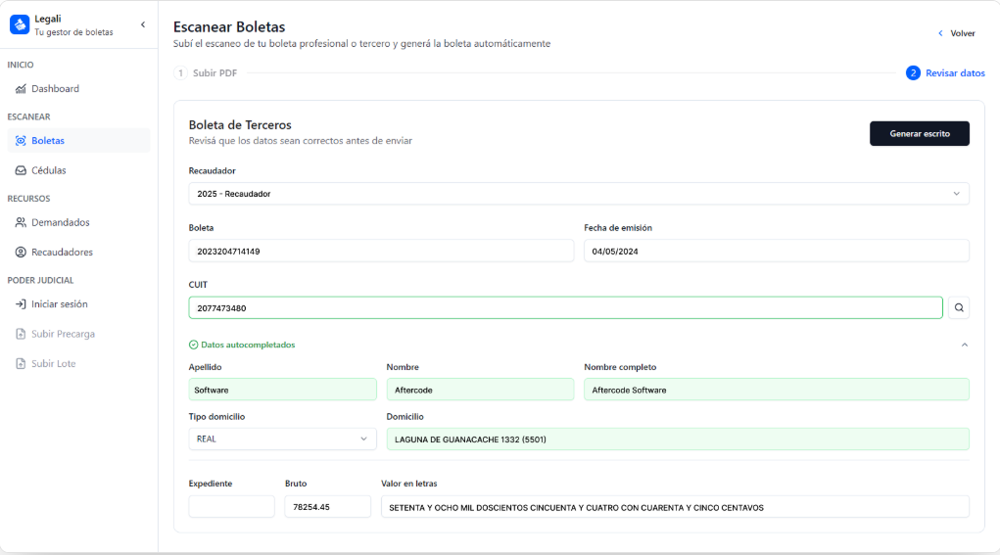 Legali
Tu gestor de boletas
INICIO
Dashboard
ESCANEAR
Boletas
Cédulas
RECURSOS
Demandados
Recaudadores
PODER JUDICIAL
Iniciar sesión
Subir Precarga
Subir Lote
Escanear Boletas
Subí el escaneo de tu boleta profesional o tercero y generá la boleta automáticamente
Volver
1 Subir PDF
2 Revisar datos
Boleta de Terceros
Revisá que los datos sean correctos antes de enviar
Generar escrito
Recaudador
2025 - Recaudador
Boleta
2023204714149
Fecha de emisión
04/05/2024
CUIT
2077473480
Datos autocompletados
Apellido
Software
Nombre
Aftercode
Nombre completo
Aftercode Software
Tipo domicilio
REAL
Domicilio
LAGUNA DE GUANACACHE 1332 (5501)
Expediente
Bruto
78254.45
Valor en letras
SETENTA Y OCHO MIL DOSCIENTOS CINCUENTA Y CUATRO CON CUARENTA Y CINCO CENTAVOS